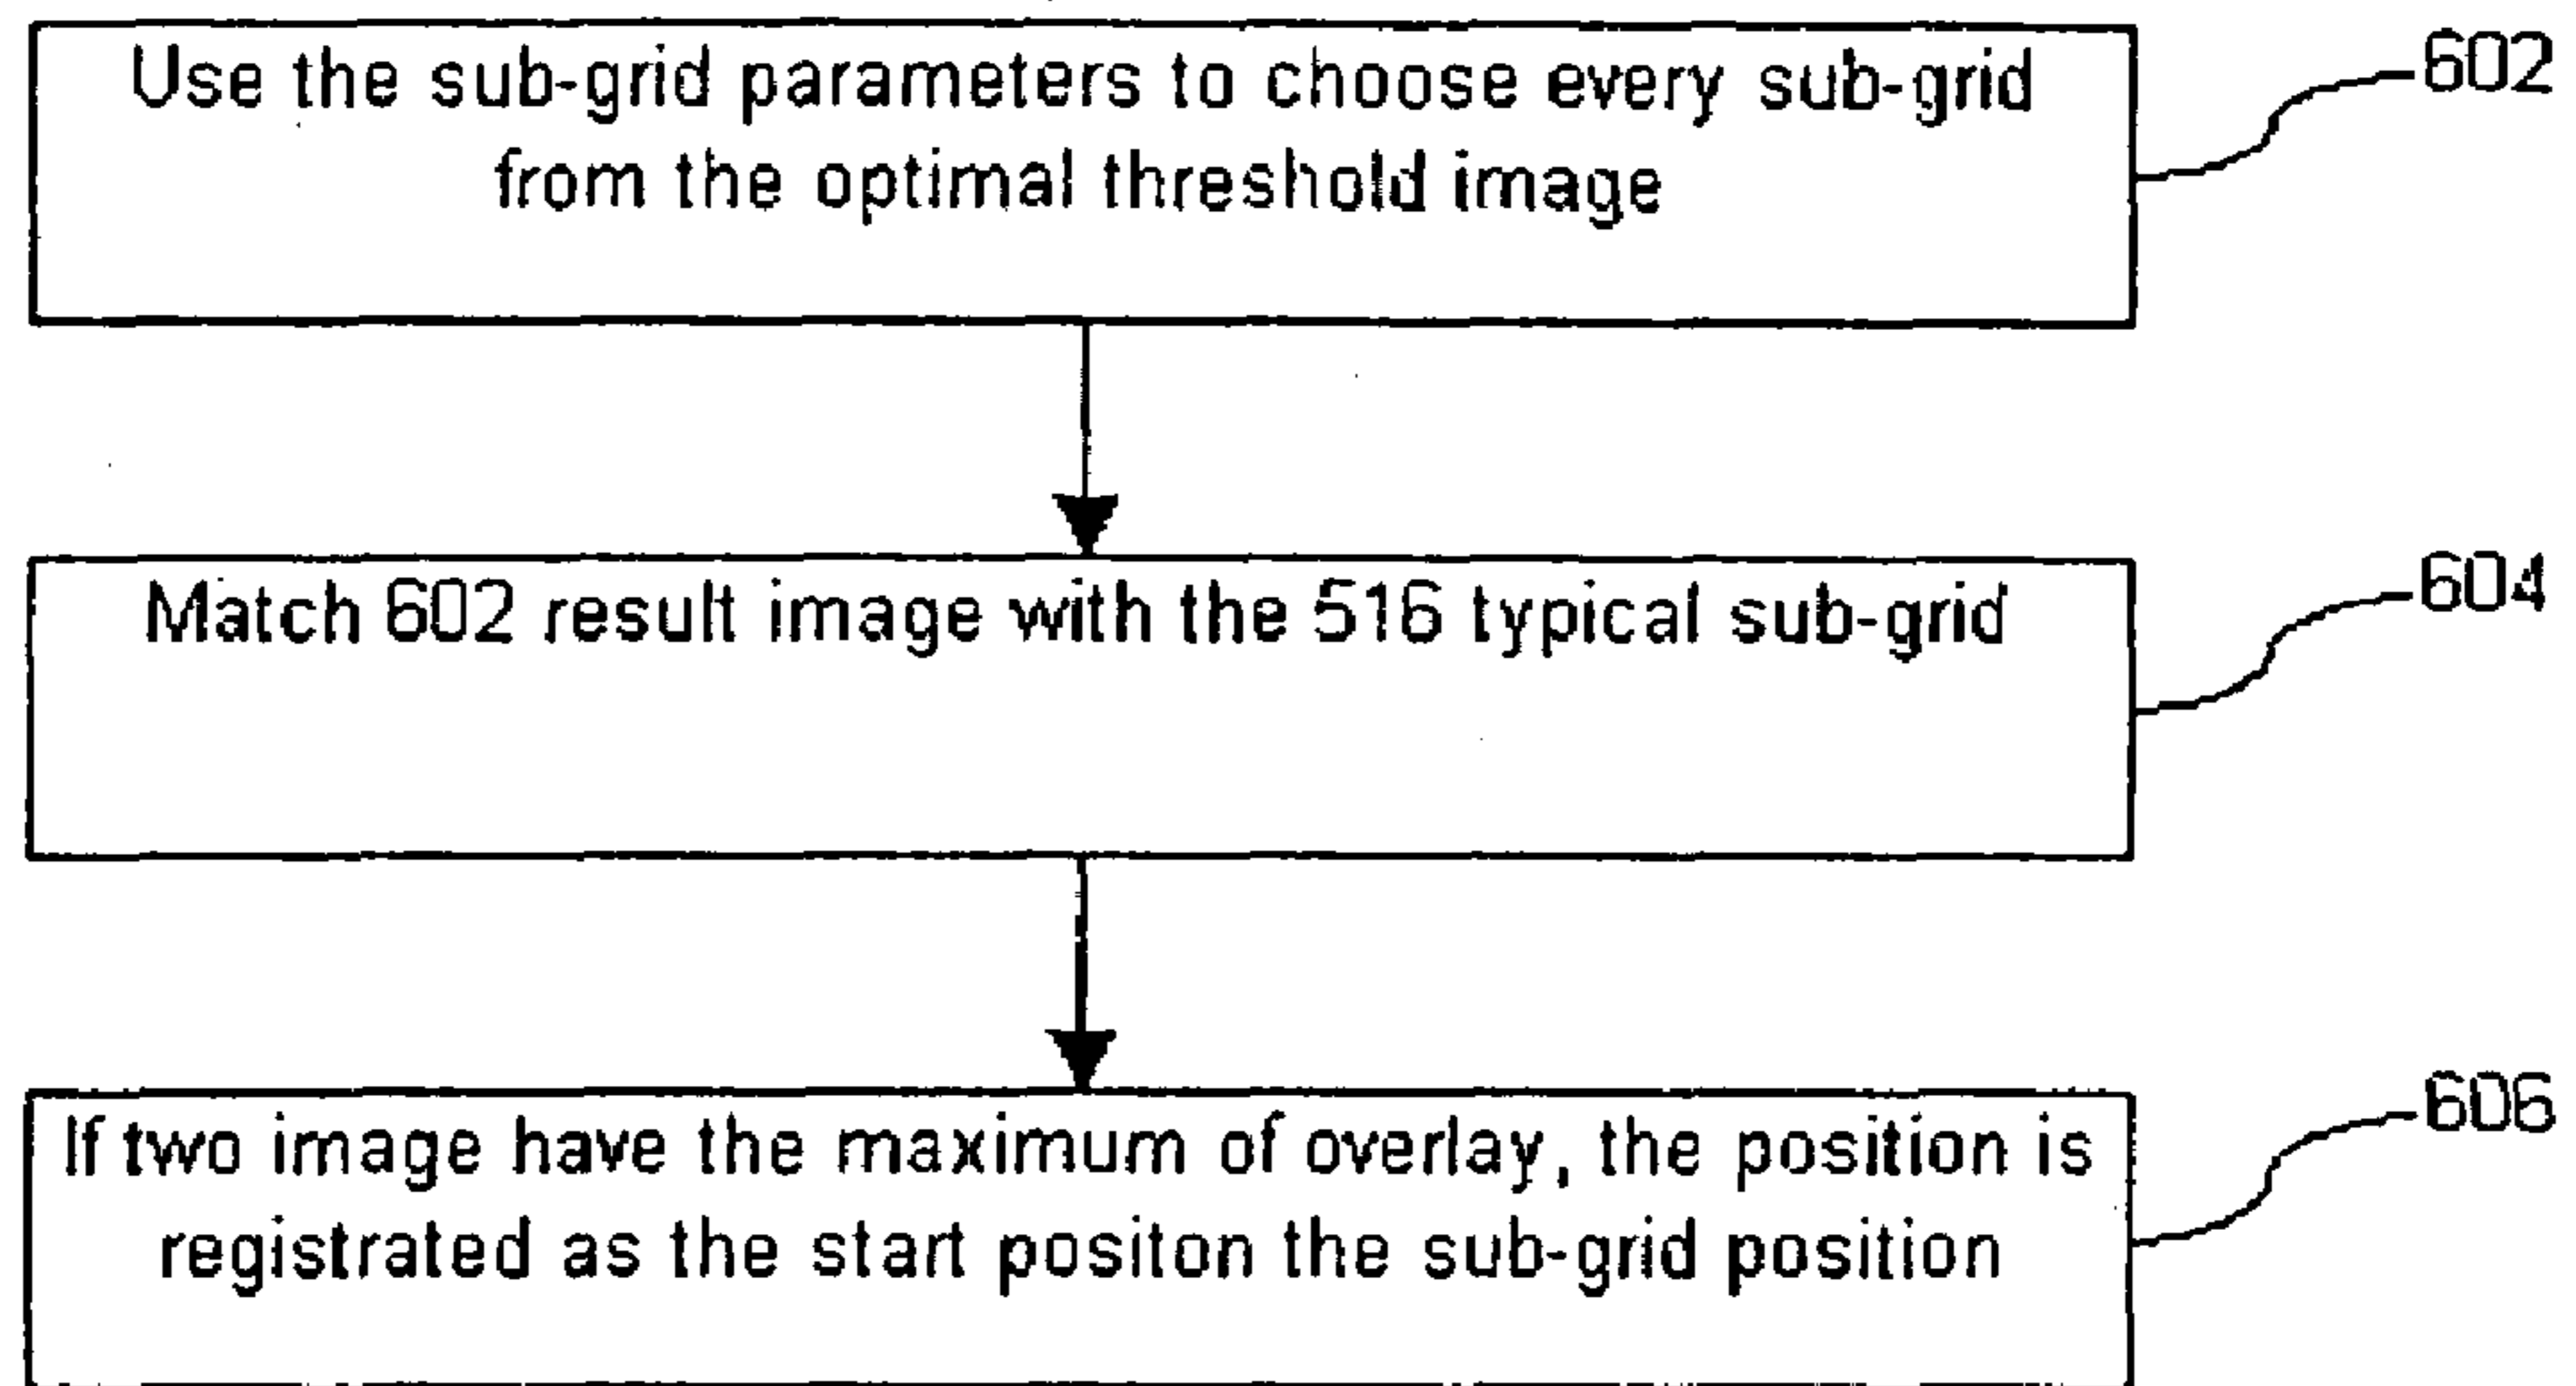 Use the sub-grid parameters to choose every sub-grid
from the optimal threshold image
602
Match 602 result image with the 516 typical sub-grid
604
If two image have the maximum of overlay, the position is
registrated as the start positon the sub-grid position
606